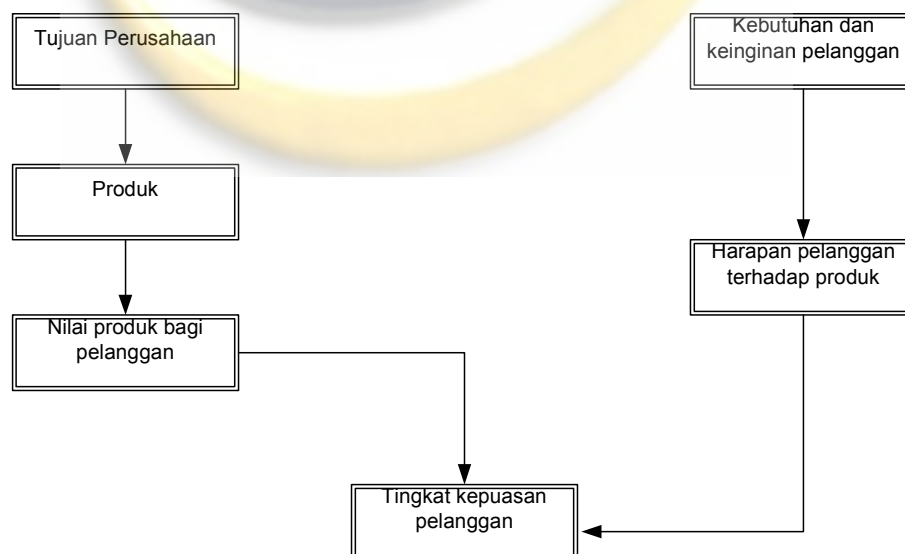 Tujuan Perusahaan
Kebutuhan dan
keinginan pelanggan
Produk
Harapan pelanggan
terhadap produk
Nilai produk bagi
pelanggan
Tingkat kepuasan
pelanggan